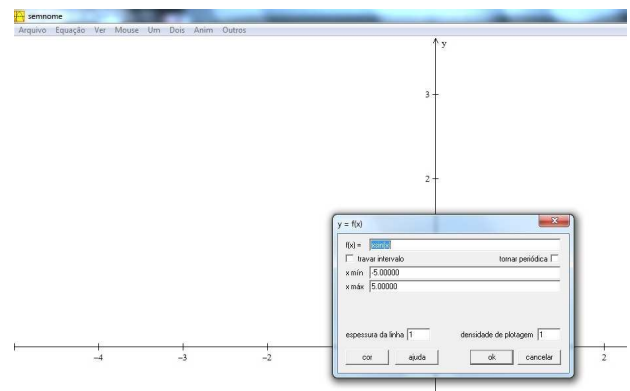 semnome
Arquivo Equação Ver Mouse Um Dois Anim Outros
y
3
2
y = f(x)
f(x) =
travar intervalo tornar periódica
x mín -5.00000
x máx 5.00000
espessura da linha 1 densidade de plotagem 1
cor ajuda ok cancelar
-4 -3 -2 2